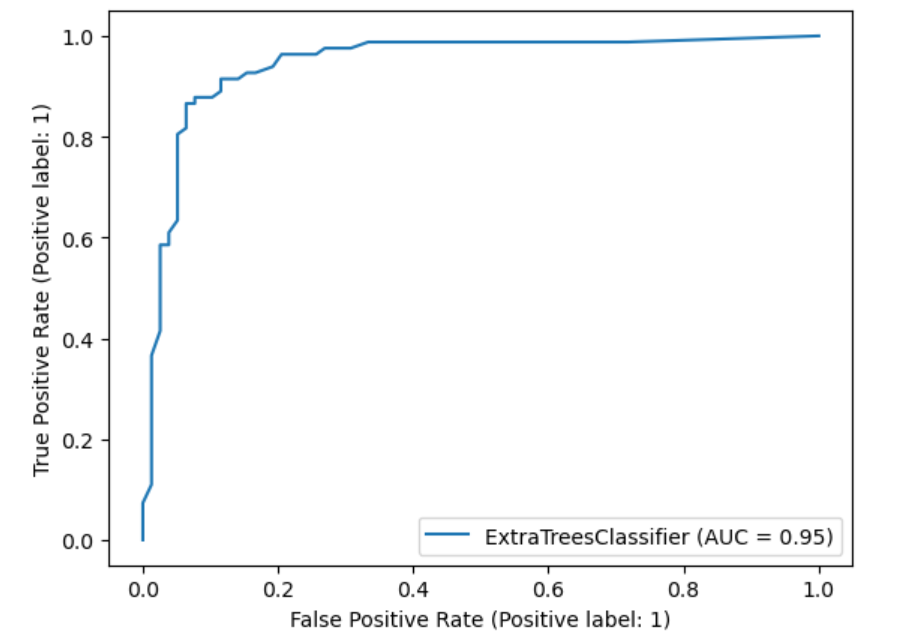 1.0
0.8
0.6
0.4
0.2
0.0
True Positive Rate (Positive label: 1)
ExtraTreesClassifier (AUC = 0.95)
0.0 0.2 0.4 0.6 0.8 1.0
False Positive Rate (Positive label: 1)